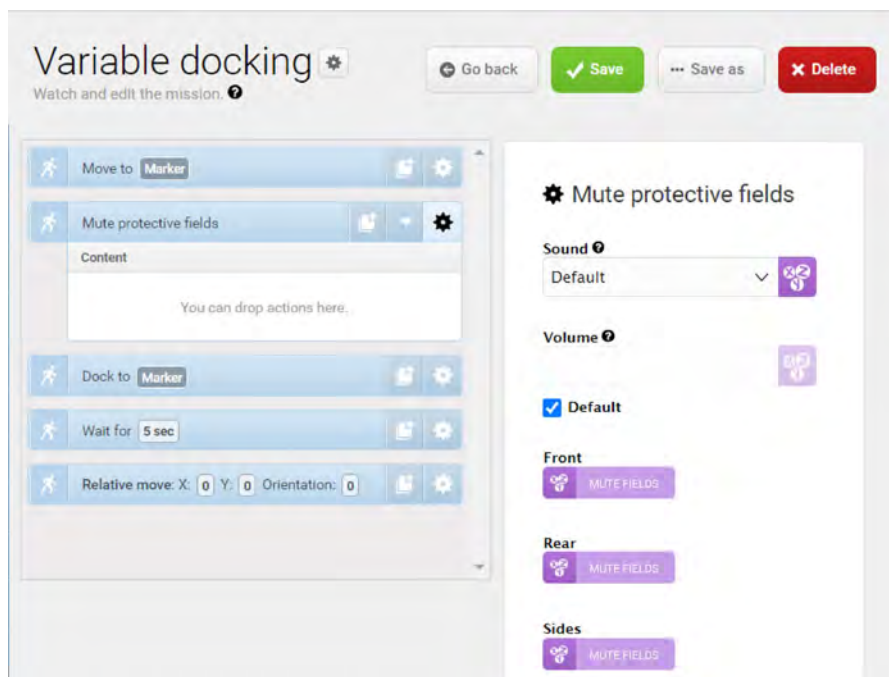 Variable docking
Go back
Save
Save as
Delete
Watch and edit the mission.
Move to Marker
Mute protective fields
Content
You can drop actions here.
Dock to Marker
Wait for 5 sec
Relative move: X: 0 Y: 0 Orientation: 0
Mute protective fields
Sound
Default
Volume
Default
Front
MUTE FIELDS
Rear
MUTE FIELDS
Sides
MUTE FIELDS